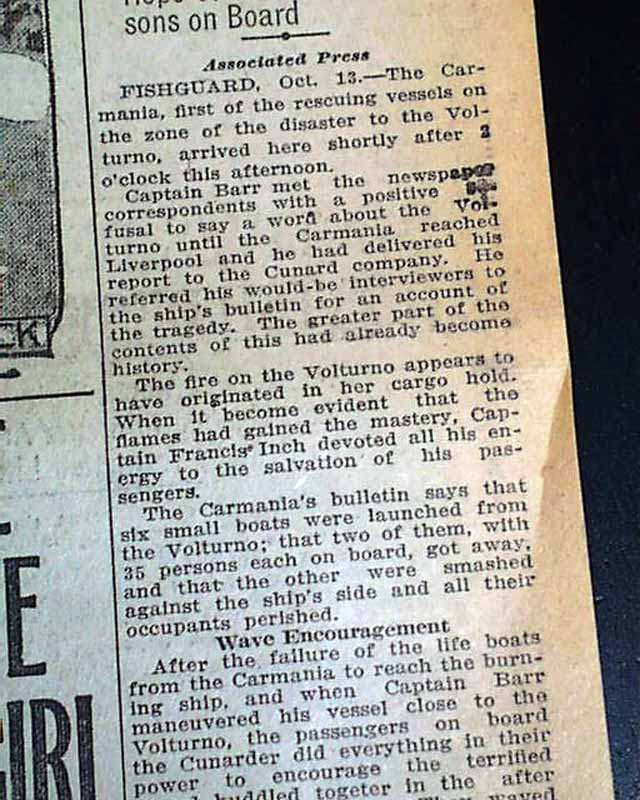 sons on Board
Associated Press
FISHGUARD, Oct. 13.—The Car-
mania, first of the rescuing vessels on
the zone of the disaster to the Vol-
turno, arrived here shortly after 2
o'clock this afternoon.
Captain Barr met the newspaper
correspondents with a positive
fusal to say a word about the Vol-
turno until the Carmania reached
Liverpool and he had delivered his
report to the Cunard company. He
referred his would-be interviewers to
the ship's bulletin for an account of
the tragedy. The greater part of the
contents of this had already become
history.
The fire on the Volturno appears to
have originated in her cargo hold.
When it become evident that the
flames had gained the mastery, Cap-
tain Francis Inch devoted all his en-
ergy to the salvation of his pas-
sengers.
The Carmania's bulletin says that
six small boats were launched from
the Volturno; that two of them, with
35 persons each on board, got away,
and that the other were smashed
against the ship's side and all their
occupants perished.
Wave Encouragement
After the failure of the life boats
from the Carmania to reach the burn-
ing ship, and when Captain Barr
maneuvered his vessel close to the
Volturno, the passengers on board
the Cunarder did everything in their
power to encourage the terrified
huddled togeter in the after
waved
CK
E
GIRL